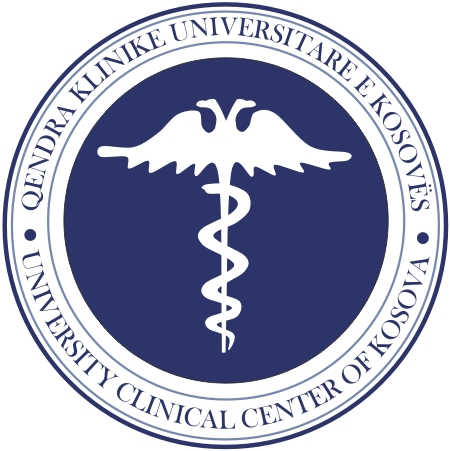 QENDRA KLINIKE UNIVERSITARE E KOSOVËS
UNIVERSITY CLINICAL CENTER OF KOSOVA